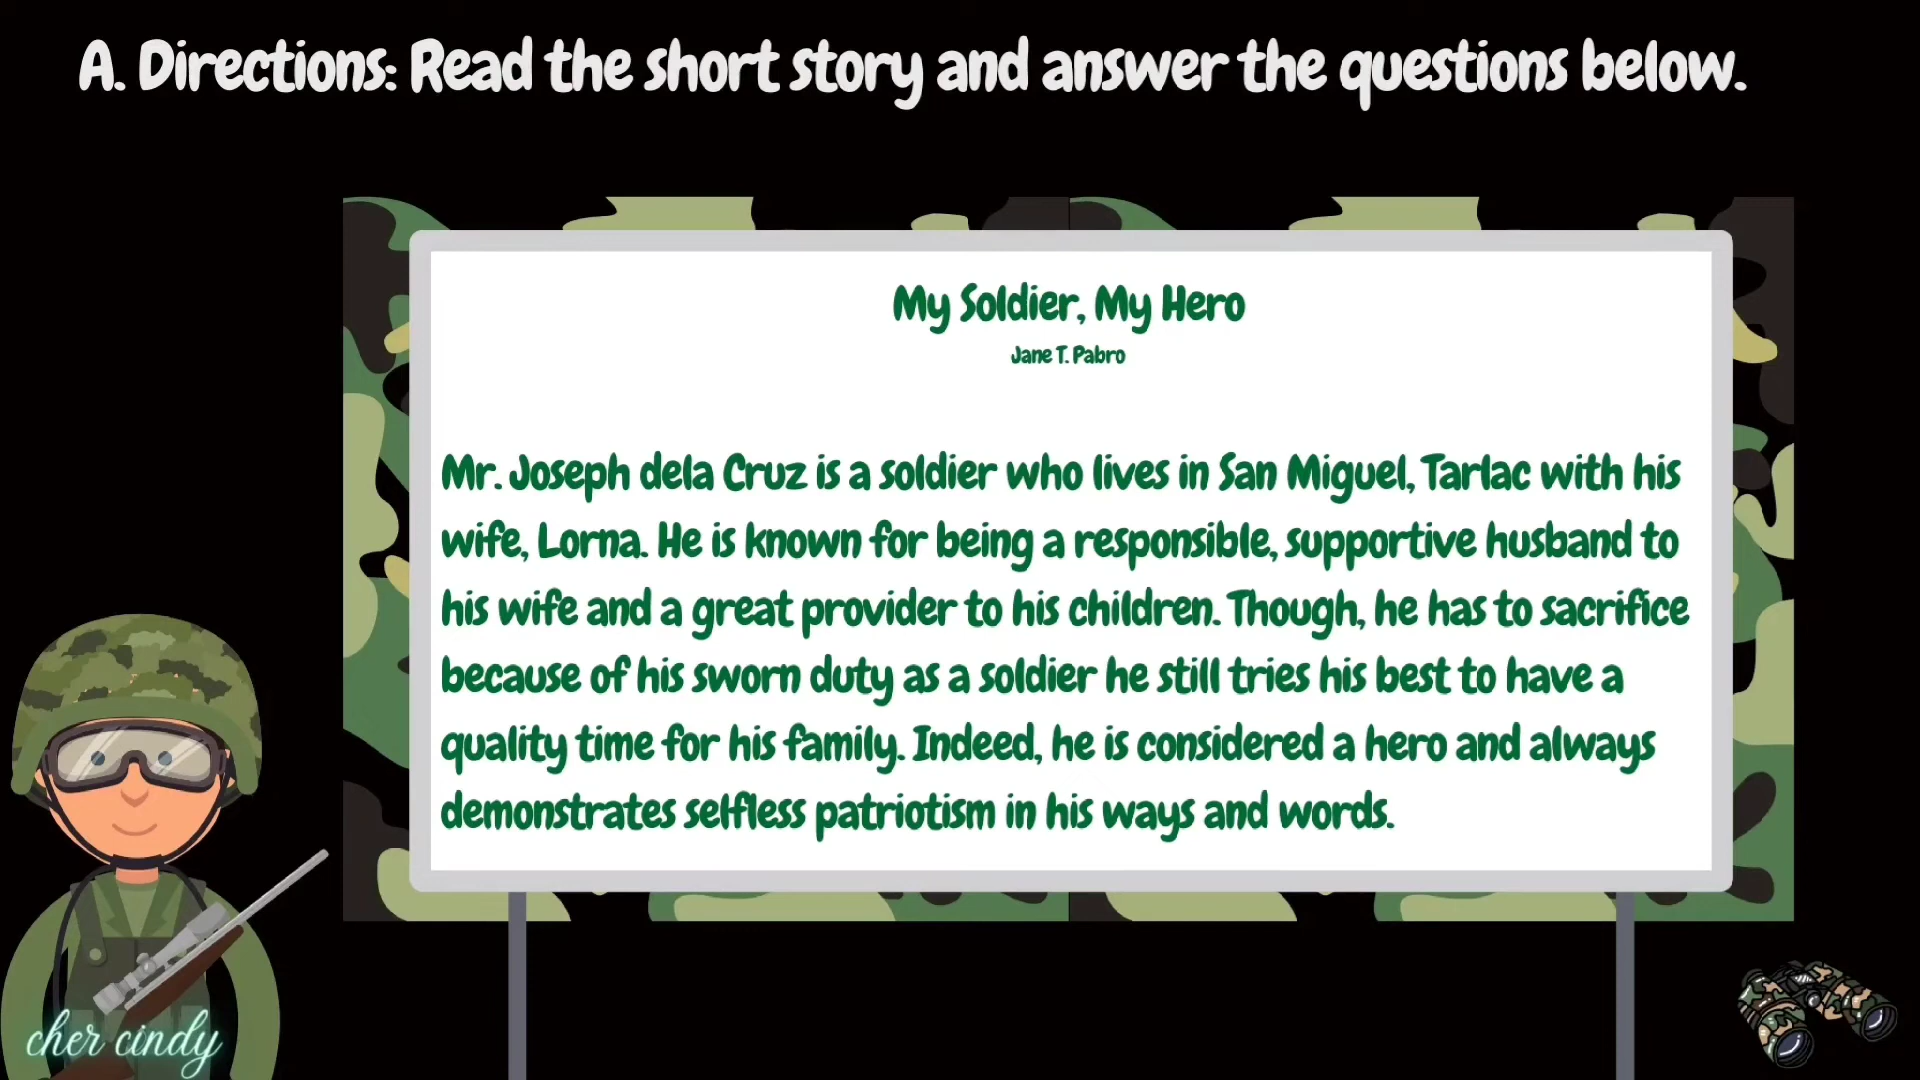 A. Directions: Read the short story and answer the questions below.
My Soldier, My Hero
Jane T. Pabro
Mr. Joseph dela Cruz is a soldier who lives in San Miguel, Tarlac with his
wife, Lorna. He is known for being a responsible, supportive husband to
his wife and a great provider to his children. Though, he has to sacrifice
because of his sworn duty as a soldier he still tries his best to have a
quality time for his family. Indeed, he is considered a hero and always
demonstrates selfless patriotism in his ways and words.
cher cindy